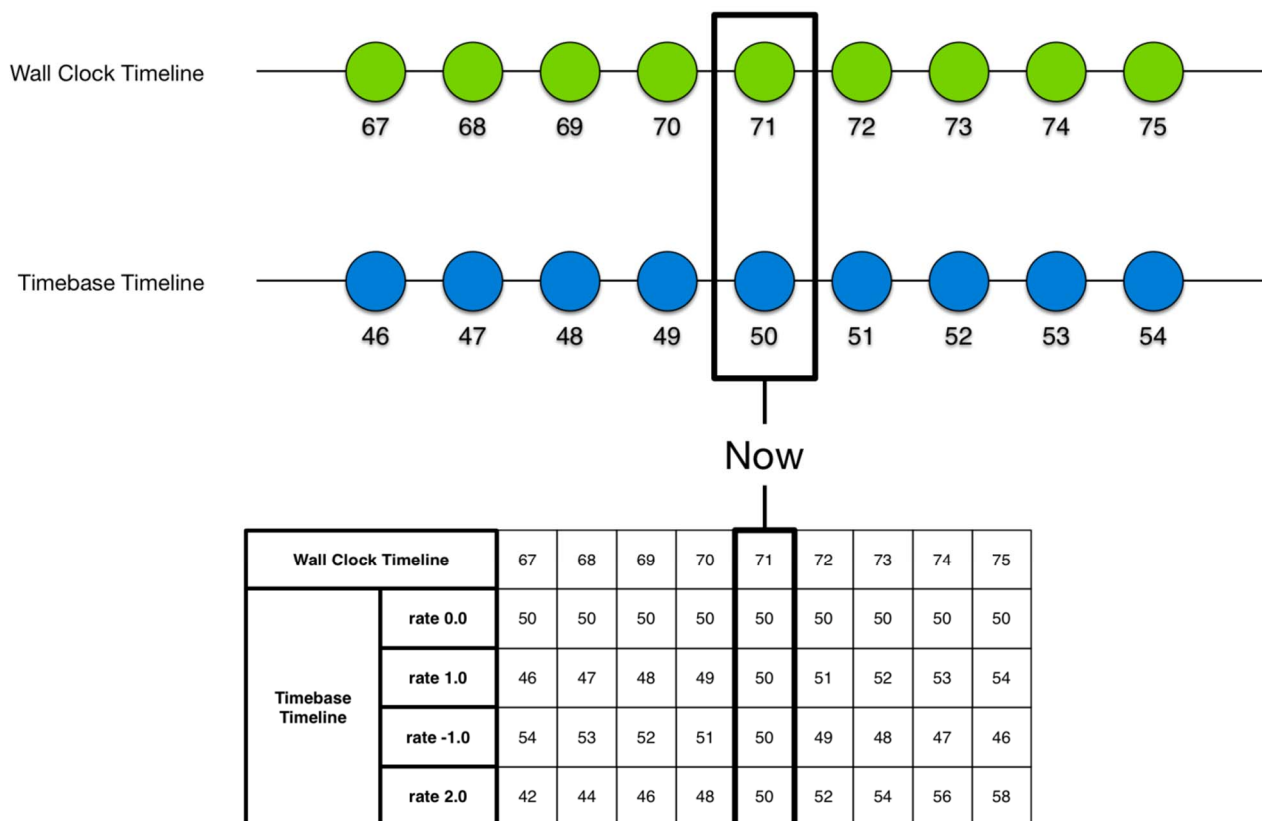 Wall Clock Timeline
67 68 69 70 71 72 73 74 75
Timebase Timeline
46 47 48 49 50 51 52 53 54
Now
Wall Clock Timeline 67 68 69 70 71 72 73 74 75
Timebase
Timeline
rate 0.0 50 50 50 50 50 50 50 50 50
rate 1.0 46 47 48 49 50 51 52 53 54
rate -1.0 54 53 52 51 50 49 48 47 46
rate 2.0 42 44 46 48 50 52 54 56 58